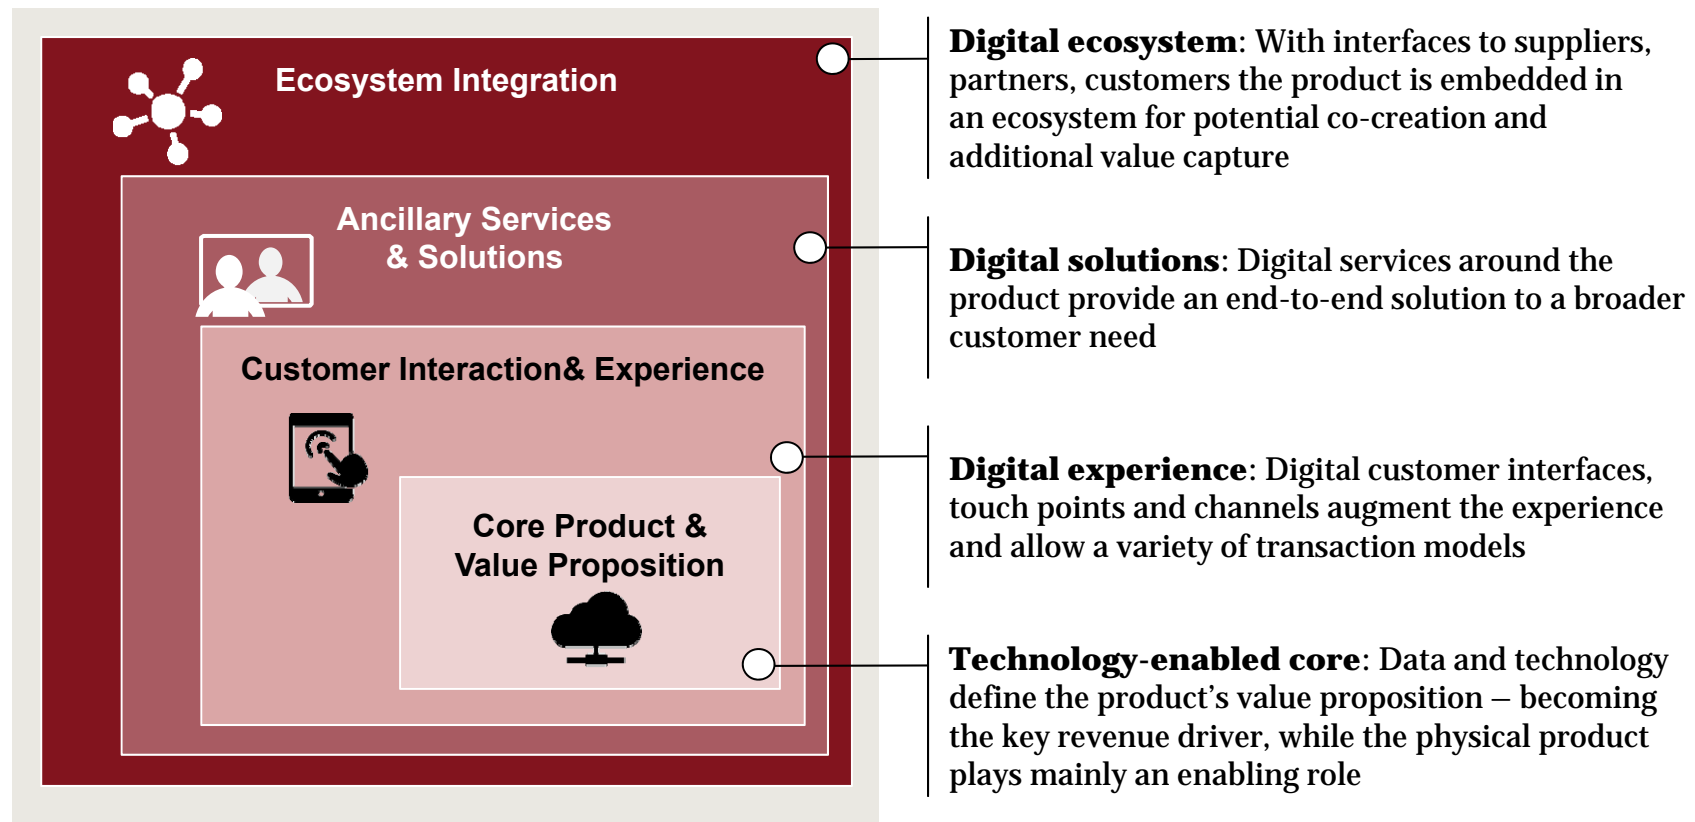 Ecosystem Integration
Ancillary Services
& Solutions
Customer Interaction& Experience
Core Product &
Value Proposition
Digital ecosystem: With interfaces to suppliers,
partners, customers the product is embedded in
an ecosystem for potential co-creation and
additional value capture
Digital solutions: Digital services around the
product provide an end-to-end solution to a broader
customer need
Digital experience: Digital customer interfaces,
touch points and channels augment the experience
and allow a variety of transaction models
Technology-enabled core: Data and technology
define the product’s value proposition – becoming
the key revenue driver, while the physical product
plays mainly an enabling role